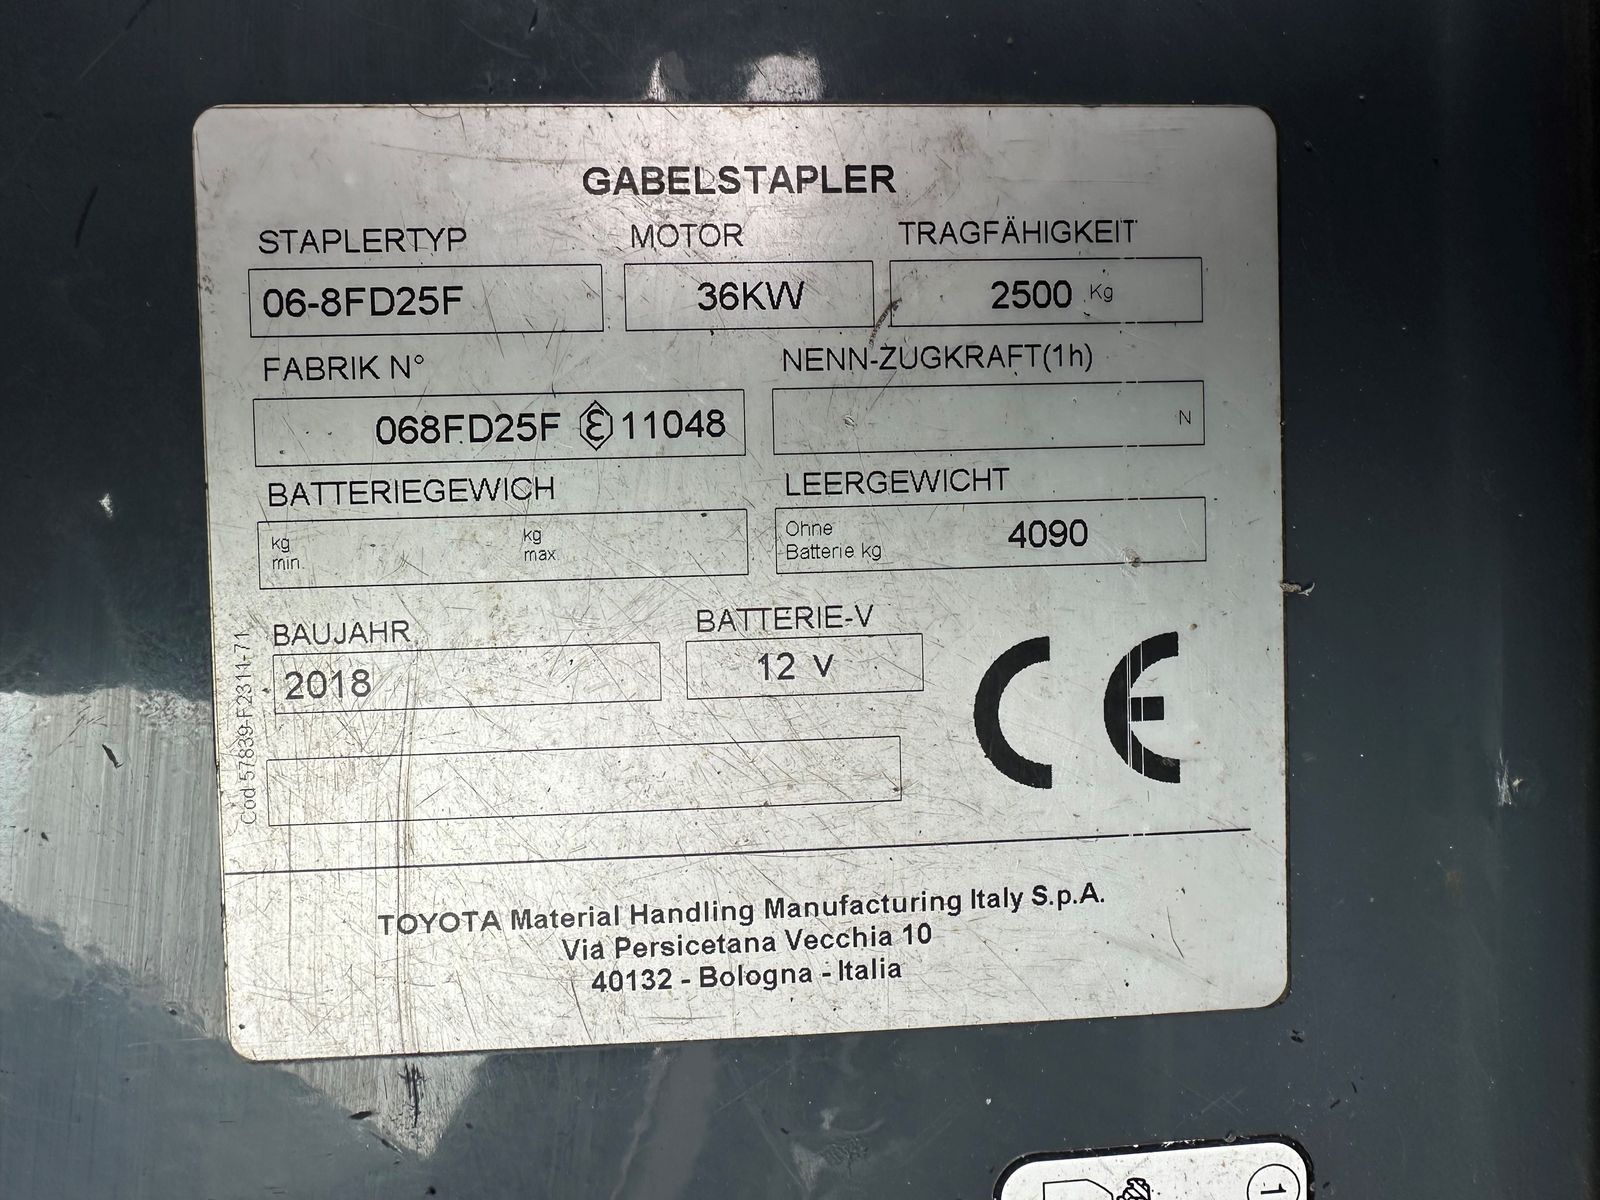 GABELSTAPLER
STAPLERTYP MOTOR TRAGFÄHIGKEIT
06-8FD25F 36KW 2500 Kg
FABRIK N° NENN-ZUGKRAFT(1h)
068FD25F 11048 N
BATTERIEGEWICH LEERGEWICHT
kg min. kg max Ohne Batterie kg 4090
BAUJAHR BATTERIE-V
2018 12 V
CE
Cod 57839-F2311-71
TOYOTA Material Handling Manufacturing Italy S.p.A.
Via Persicetana Vecchia 10
40132 - Bologna - Italia
1